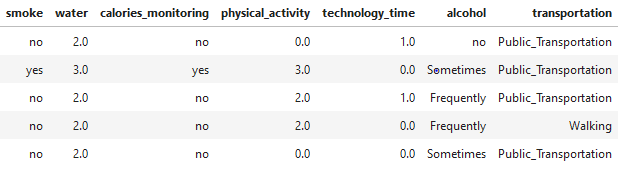 smoke water calories_monitoring physical_activity technology_time alcohol transportation
no 2.0 no 0.0 1.0 no Public_Transportation
yes 3.0 yes 3.0 0.0 Sometimes Public_Transportation
no 2.0 no 2.0 1.0 Frequently Public_Transportation
no 2.0 no 2.0 0.0 Frequently Walking
no 2.0 no 0.0 0.0 Sometimes Public_Transportation